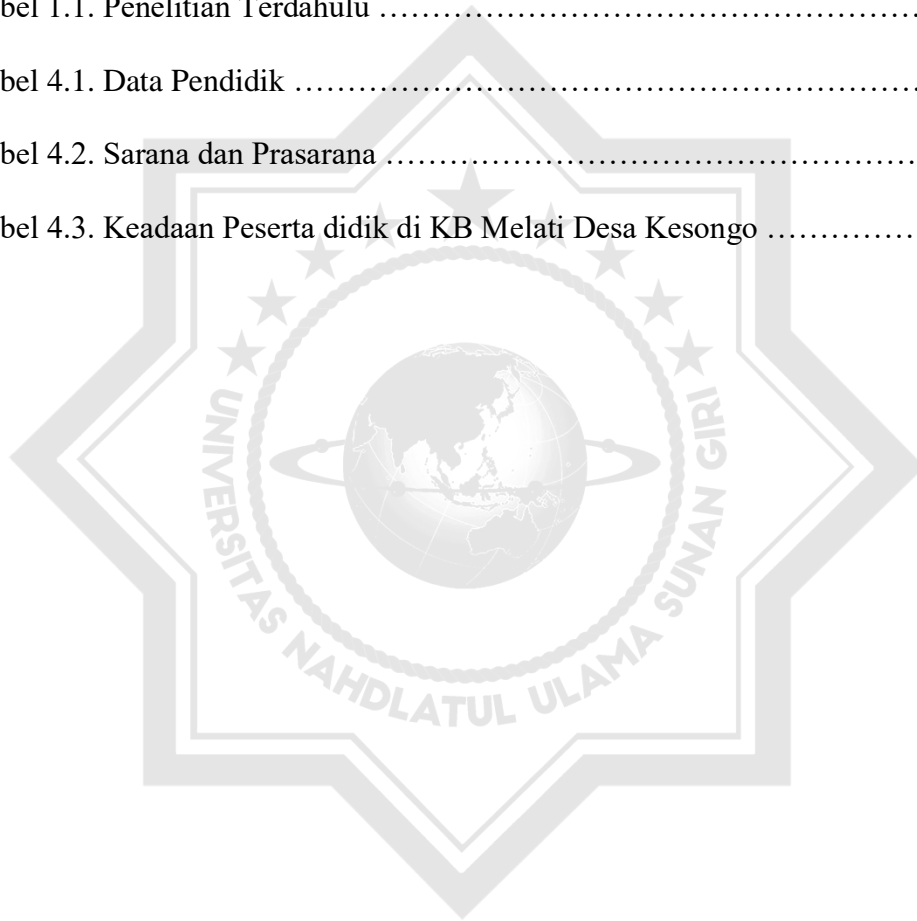 bel 1.1. Penelitian Terdahulu ……………………………………………
bel 4.1. Data Pendidik ……………………………………………………
bel 4.2. Sarana dan Prasarana ……………………………………………
bel 4.3. Keadaan Peserta didik di KB Melati Desa Kesongo ……………
UNIVERSITAS NAHDLATUL ULAMA SUNAN GIRI